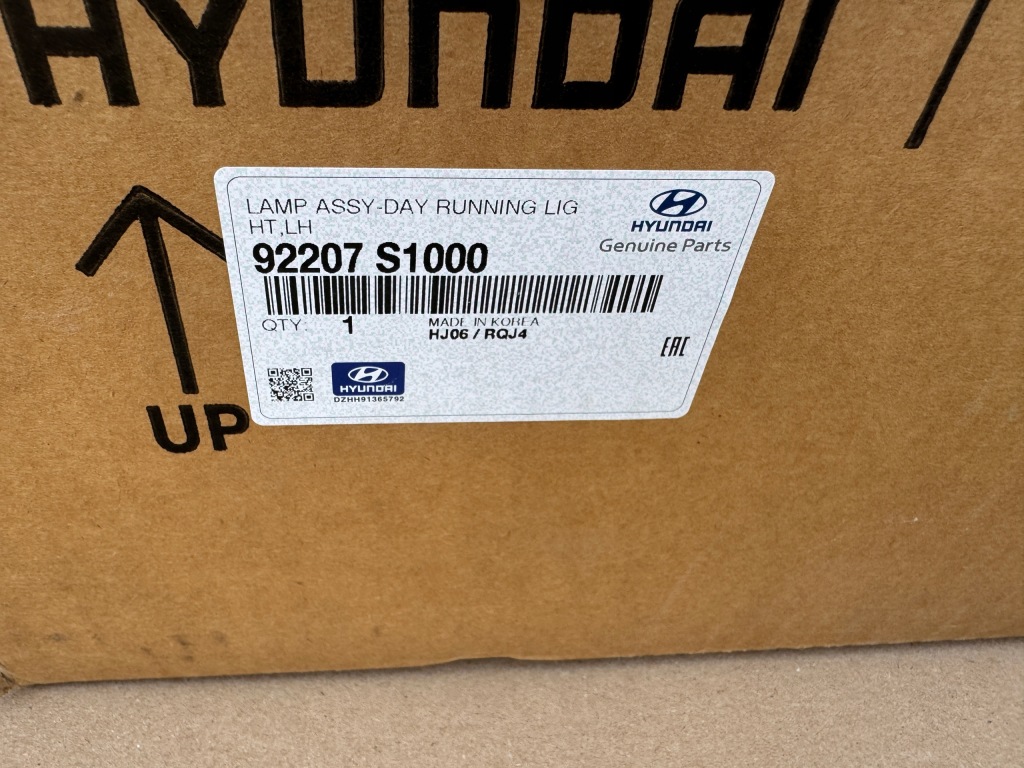 HYUNDAI
LAMP ASSY-DAY RUNNING LIG
HT,LH
92207 S1000
HYUNDAI
Genuine Parts
QTY: 1
MADE IN KOREA
HJ06 / RQJ4
EAC
HYUNDAI
DZHH91365792
UP